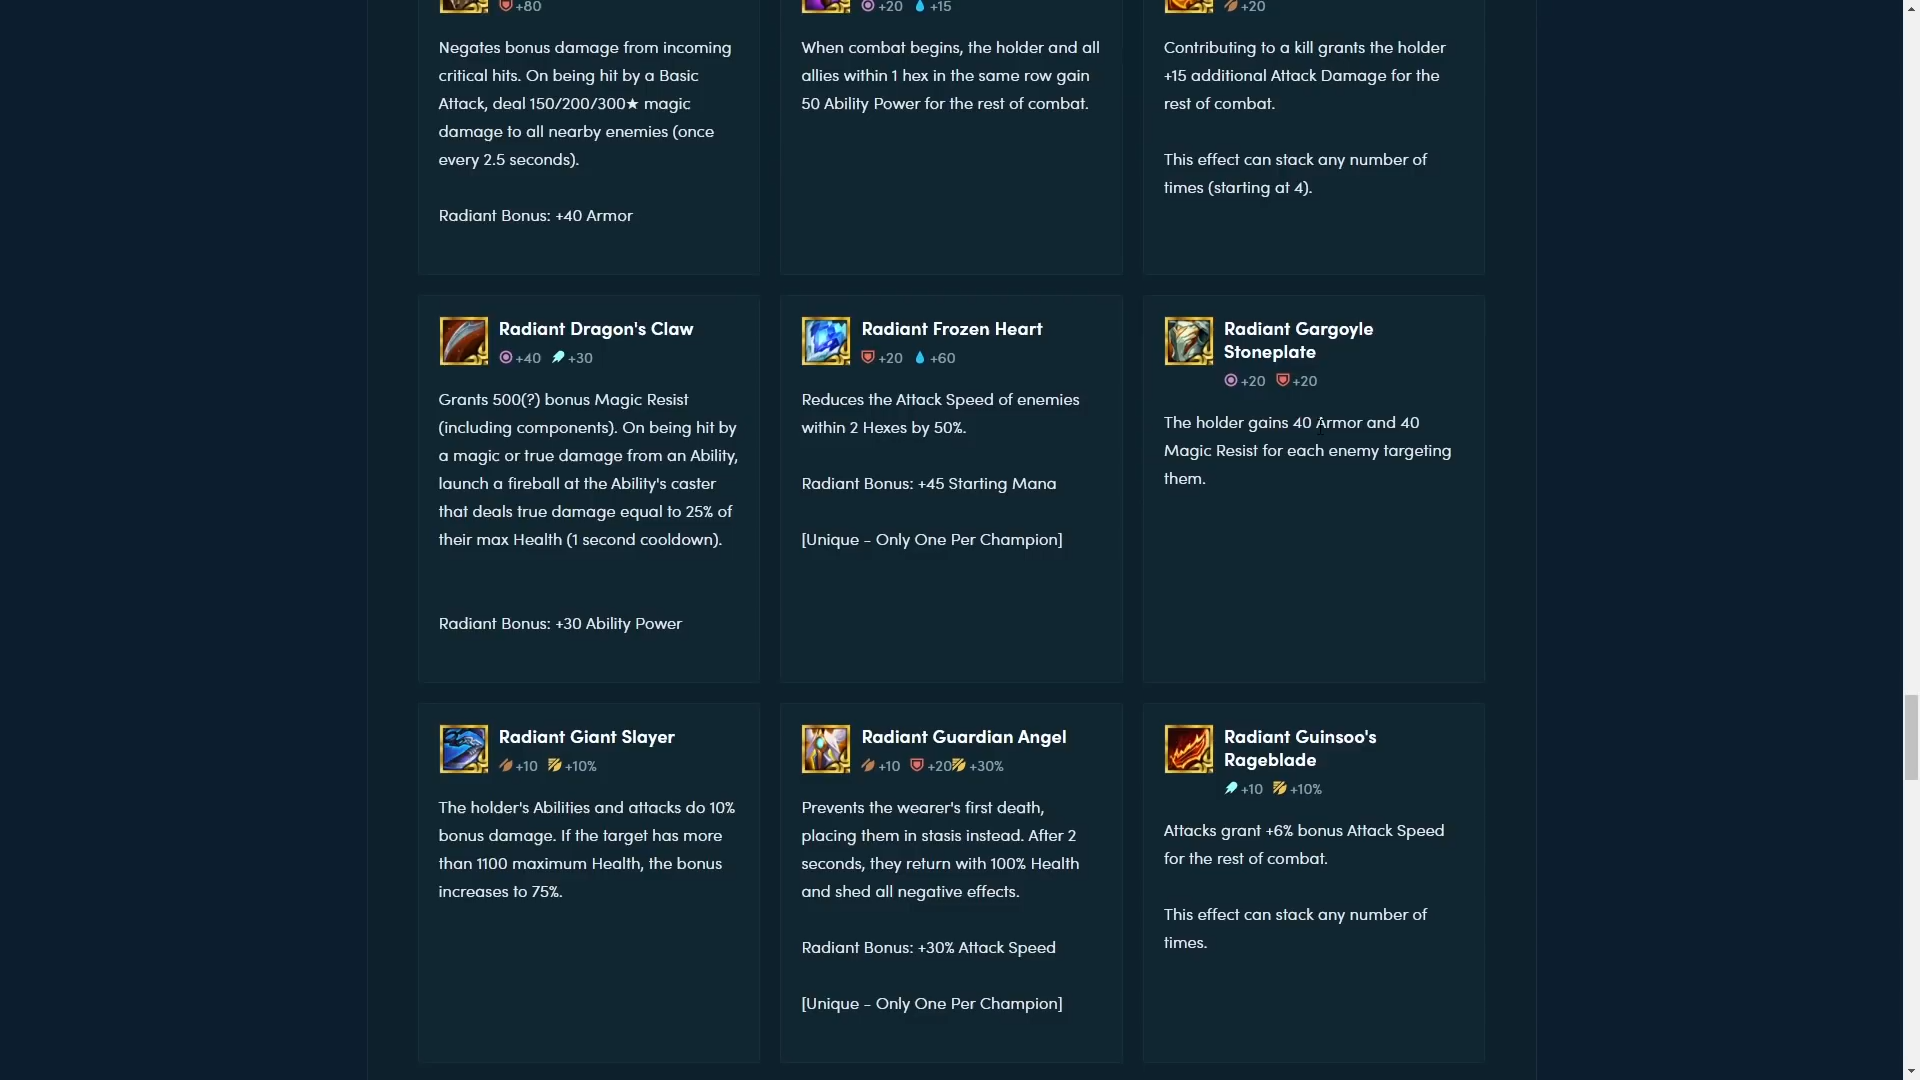 +80
Negates bonus damage from incoming
critical hits. On being hit by a Basic
Attack, deal 150/200/300★ magic
damage to all nearby enemies (once
every 2.5 seconds).
Radiant Bonus: +40 Armor
+20 +15
When combat begins, the holder and all
allies within 1 hex in the same row gain
50 Ability Power for the rest of combat.
+20
Contributing to a kill grants the holder
+15 additional Attack Damage for the
rest of combat.
This effect can stack any number of
times (starting at 4).
Radiant Dragon's Claw
+40 +30
Grants 500(?) bonus Magic Resist
(including components). On being hit by
a magic or true damage from an Ability,
launch a fireball at the Ability's caster
that deals true damage equal to 25% of
their max Health (1 second cooldown).
Radiant Bonus: +30 Ability Power
Radiant Frozen Heart
+20 +60
Reduces the Attack Speed of enemies
within 2 Hexes by 50%.
Radiant Bonus: +45 Starting Mana
[Unique - Only One Per Champion]
Radiant Gargoyle
Stoneplate
+20 +20
The holder gains 40 Armor and 40
Magic Resist for each enemy targeting
them.
Radiant Giant Slayer
+10 +10%
The holder's Abilities and attacks do 10%
bonus damage. If the target has more
than 1100 maximum Health, the bonus
increases to 75%.
Radiant Guardian Angel
+10 +20 +30%
Prevents the wearer's first death,
placing them in stasis instead. After 2
seconds, they return with 100% Health
and shed all negative effects.
Radiant Bonus: +30% Attack Speed
[Unique - Only One Per Champion]
Radiant Guinsoo's
Rageblade
+10 +10%
Attacks grant +6% bonus Attack Speed
for the rest of combat.
This effect can stack any number of
times.